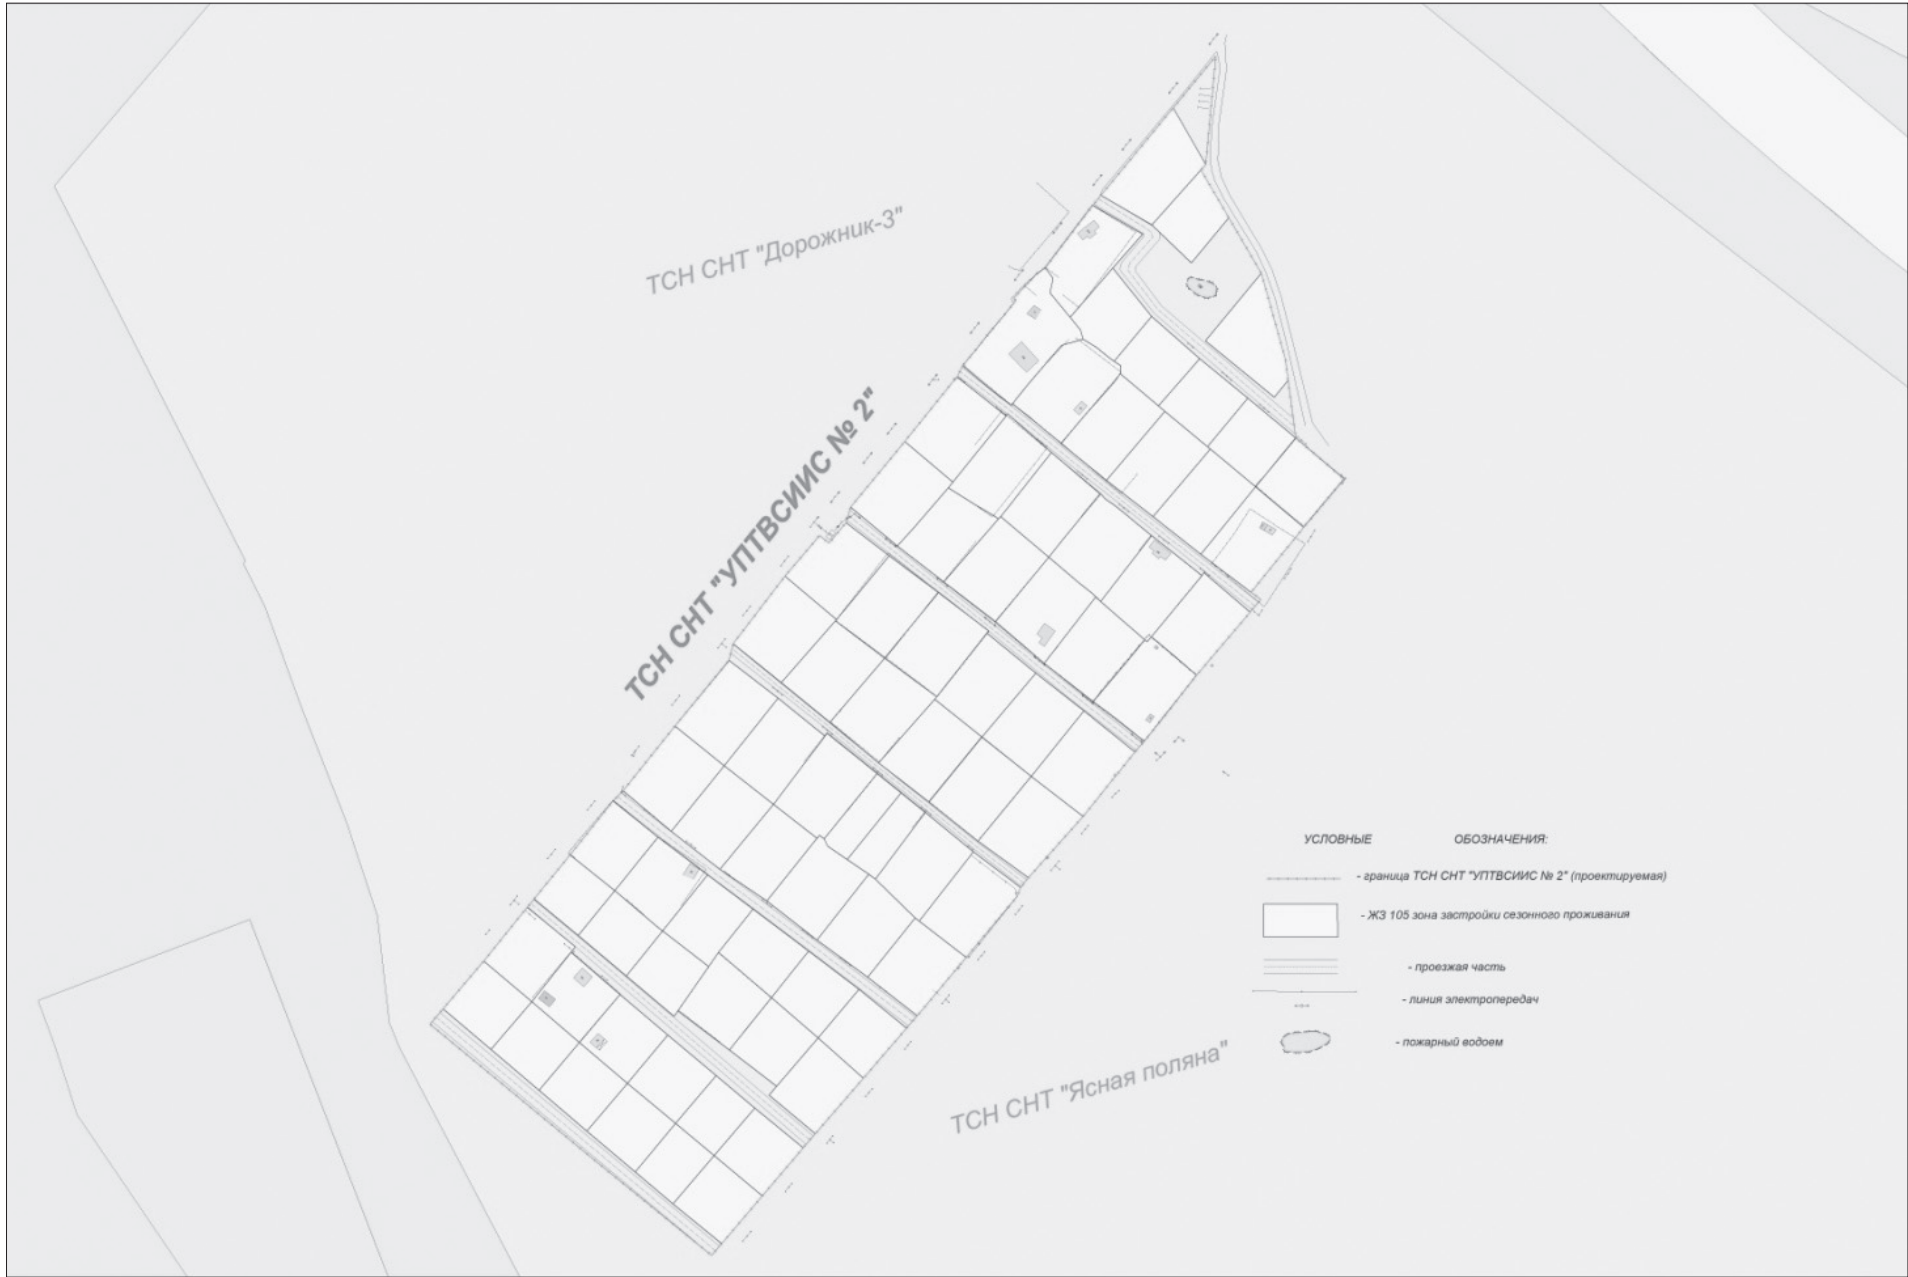 ТСН СНТ "Дорожник-3"
ТСН СНТ "УПТВСИИС № 2"
УСЛОВНЫЕ ОБОЗНАЧЕНИЯ:
- граница ТСН СНТ "УПТВСИИС № 2" (проектируемая)
- ЖЗ 105 зона застройки сезонного проживания
- проезжая часть
- линия электропередач
- пожарный водоем
ТСН СНТ "Ясная поляна"